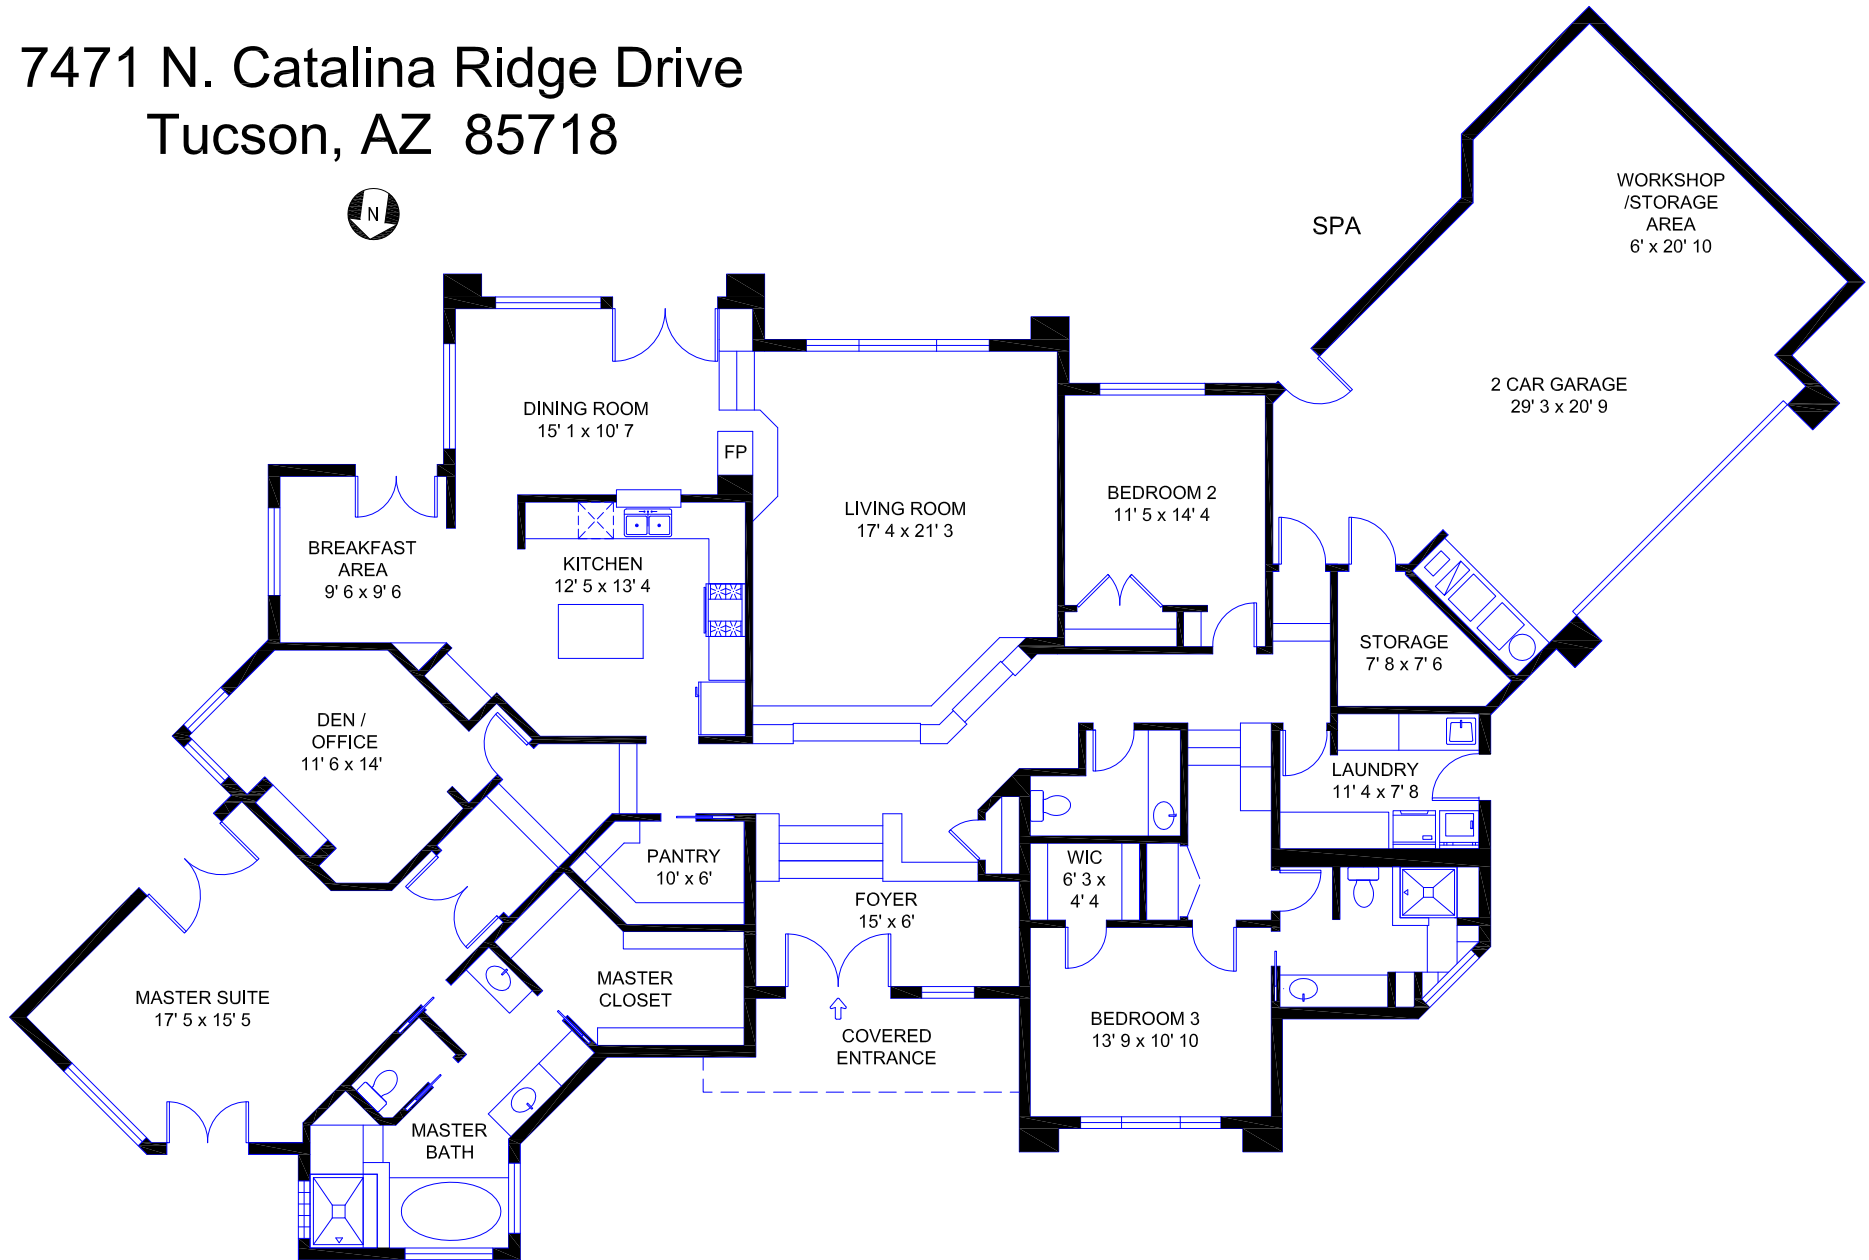 7471 N. Catalina Ridge Drive
Tucson, AZ  85718
N
SPA
WORKSHOP
/STORAGE
AREA
6' x 20' 10
2 CAR GARAGE
29' 3 x 20' 9
DINING ROOM
15' 1 x 10' 7
FP
LIVING ROOM
17' 4 x 21' 3
BEDROOM 2
11' 5 x 14' 4
BREAKFAST
AREA
9' 6 x 9' 6
KITCHEN
12' 5 x 13' 4
STORAGE
7' 8 x 7' 6
DEN /
OFFICE
11' 6 x 14'
LAUNDRY
11' 4 x 7' 8
PANTRY
10' x 6'
WIC
6' 3 x
4' 4
FOYER
15' x 6'
MASTER SUITE
17' 5 x 15' 5
MASTER
CLOSET
BEDROOM 3
13' 9 x 10' 10
COVERED
ENTRANCE
MASTER
BATH